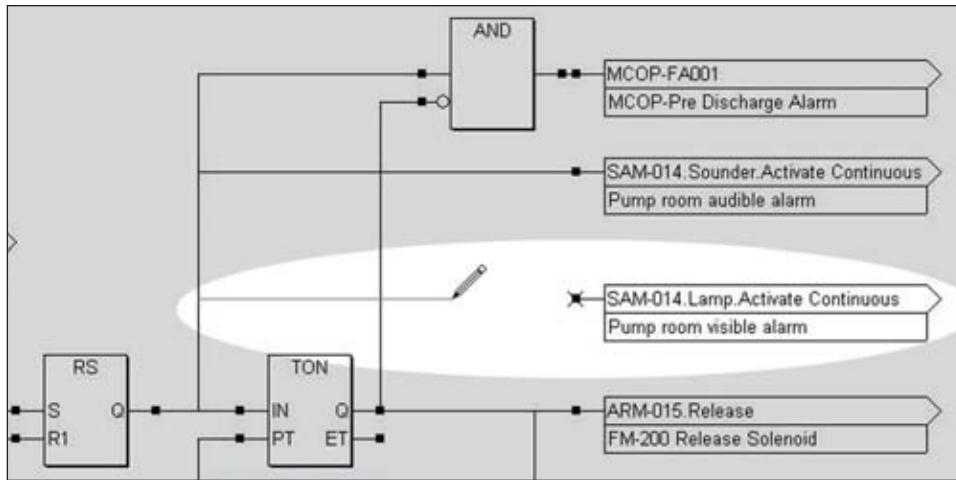 AND
MCOP-FA001
MCOP-Pre Discharge Alarm
SAM-014.Sounder.Activate Continuous
Pump room audible alarm
SAM-014.Lamp.Activate Continuous
Pump room visible alarm
RS
S Q
R1
TON
IN Q
PT ET
ARM-015.Release
FM-200 Release Solenoid